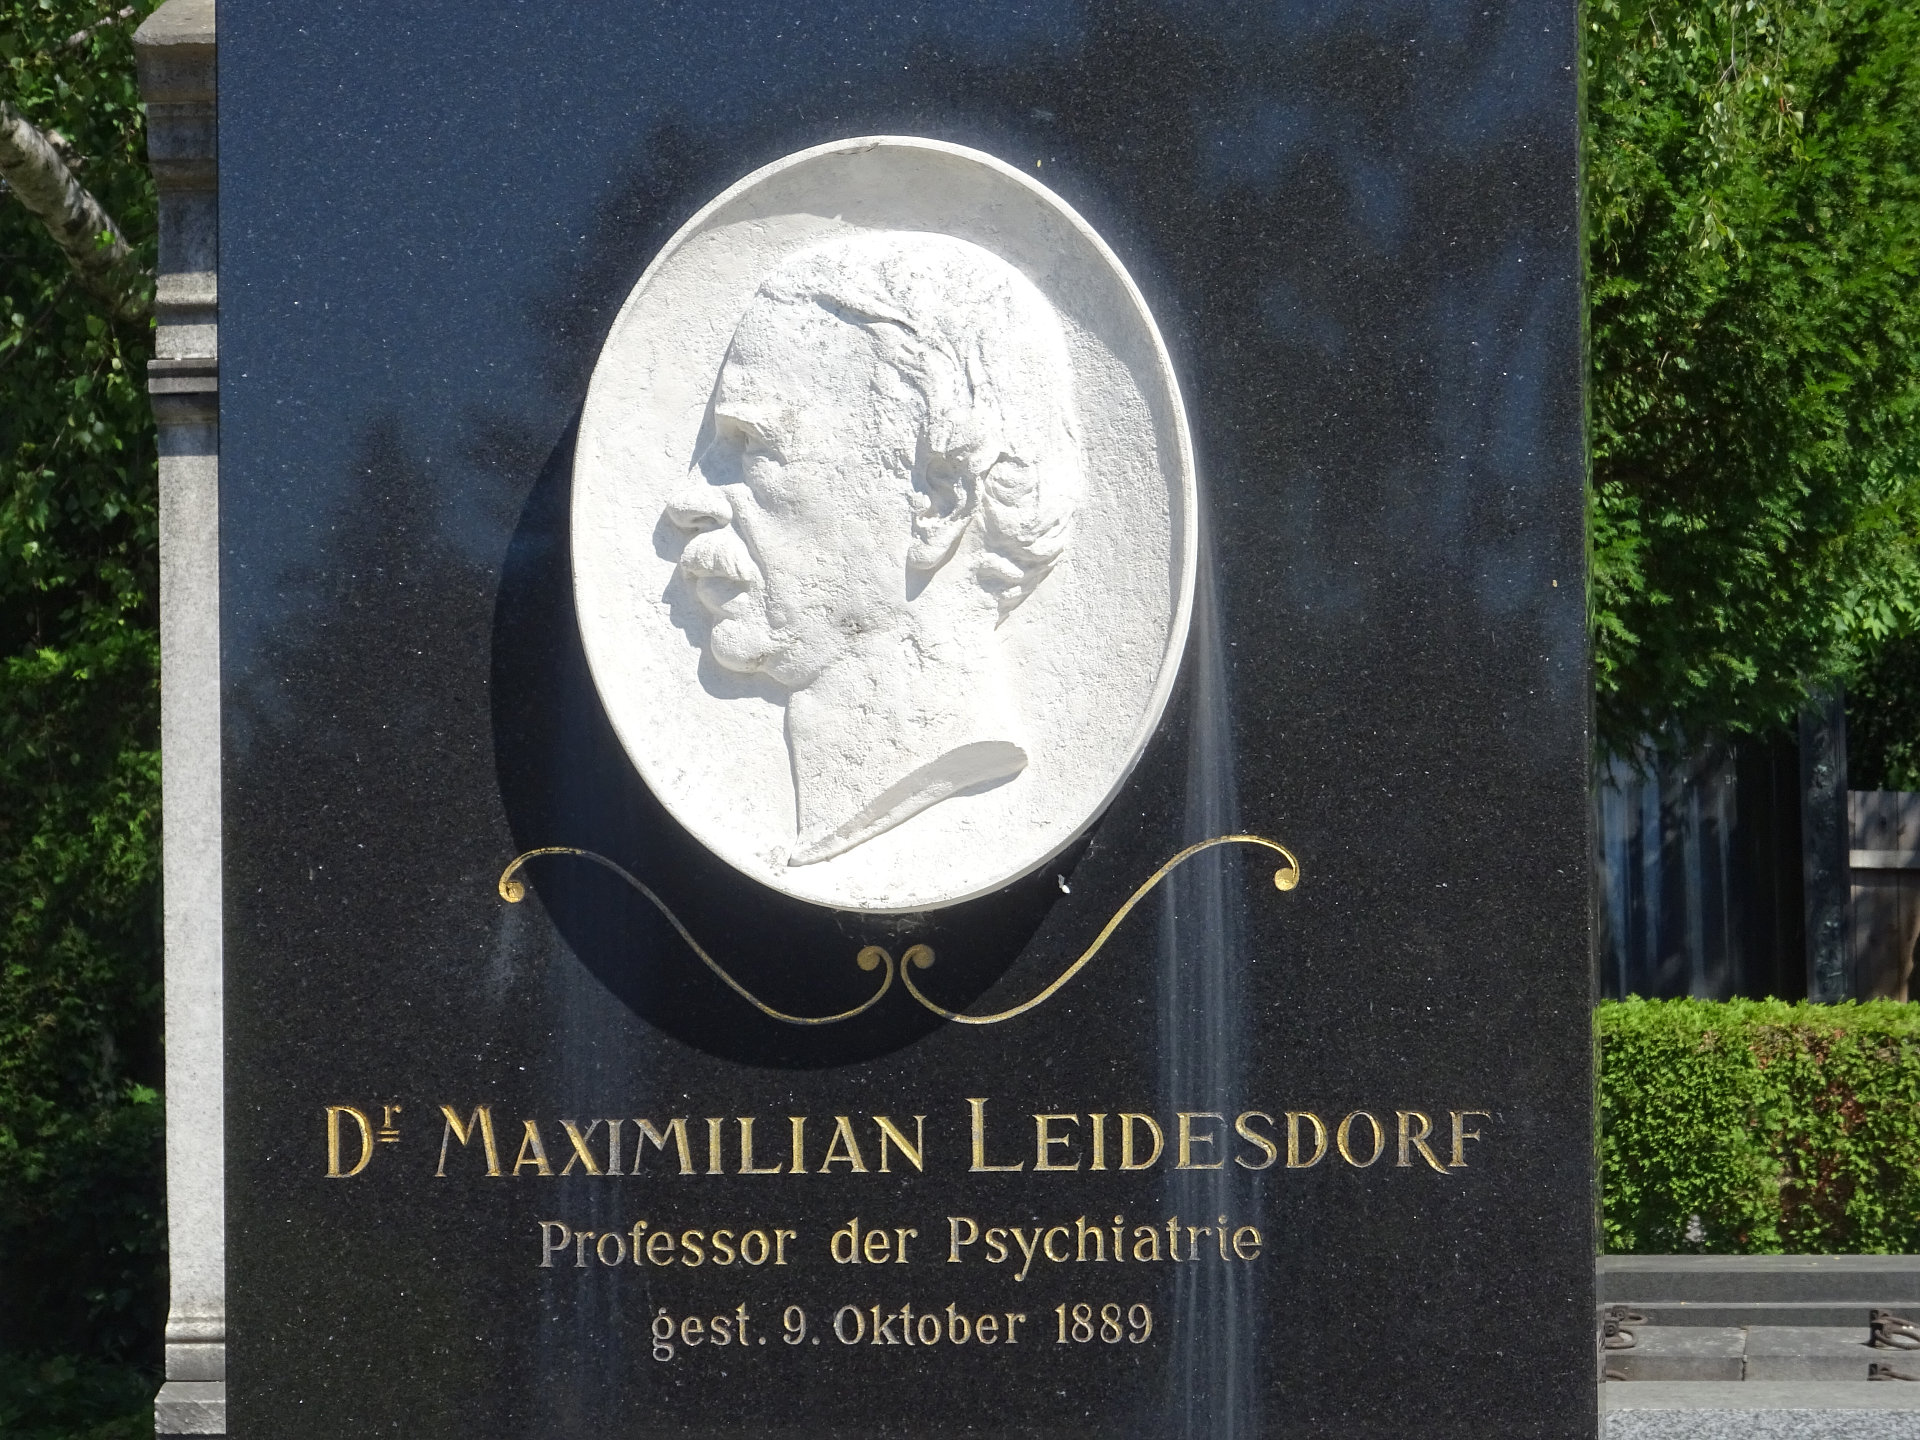 Dr MAXIMILIAN LEIDESDORF
Professor der Psychiatrie
gest. 9. Oktober 1889